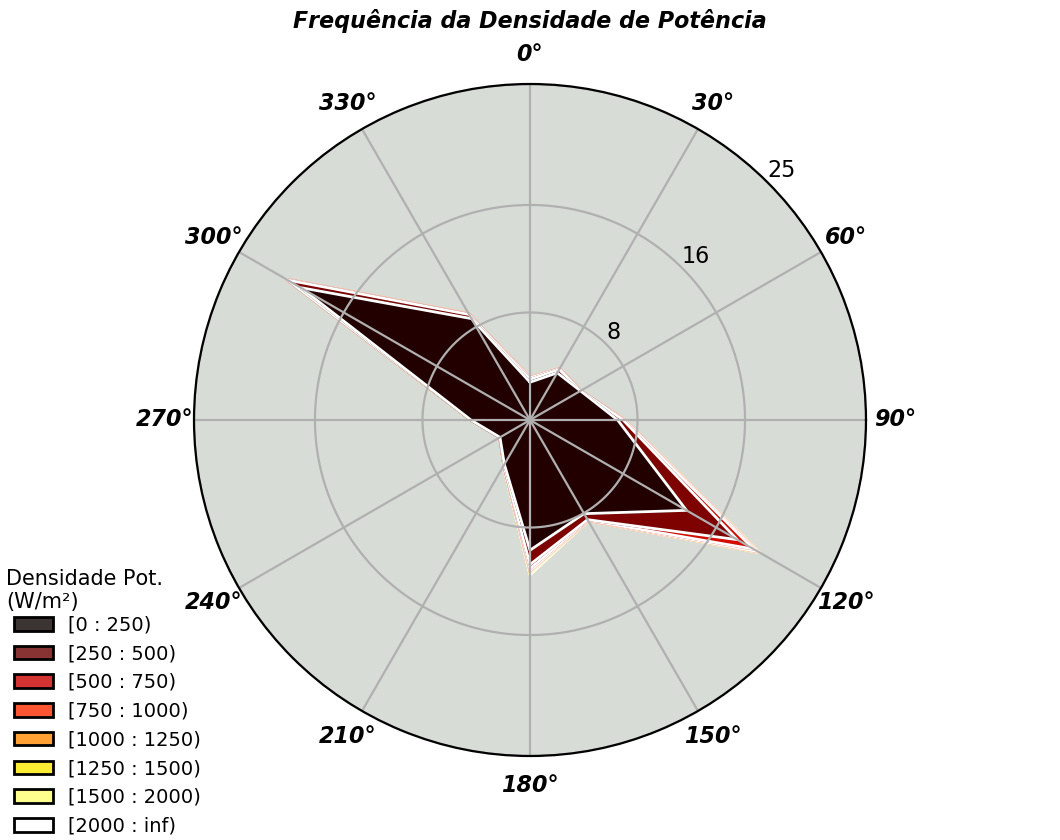 Frequência da Densidade de Potência
0°
330°
30°
25
300°
60°
16
8
270°
90°
Densidade Pot.
(W/m²)
240°
120°
[0 : 250)
[250 : 500)
[500 : 750)
[750 : 1000)
210°
150°
[1000 : 1250)
[1250 : 1500)
180°
[1500 : 2000)
[2000 : inf)